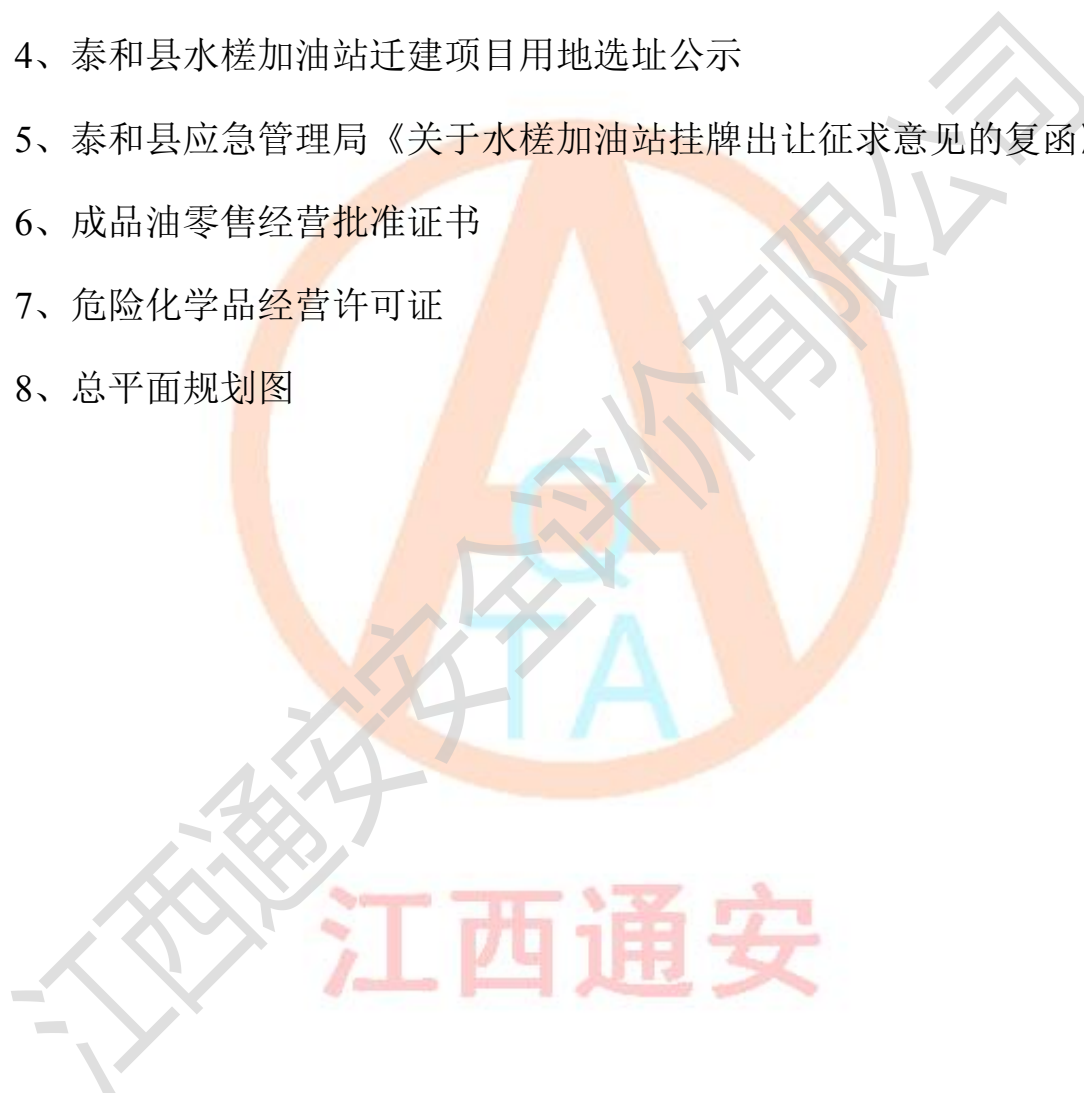 4、泰和县水槎加油站迁建项目用地选址公示
5、泰和县应急管理局《关于水槎加油站挂牌出让征求意见的复函》
6、成品油零售经营批准证书
7、危险化学品经营许可证
8、总平面规划图
Q
TA
江西通安安全评价有限公司
江西通安